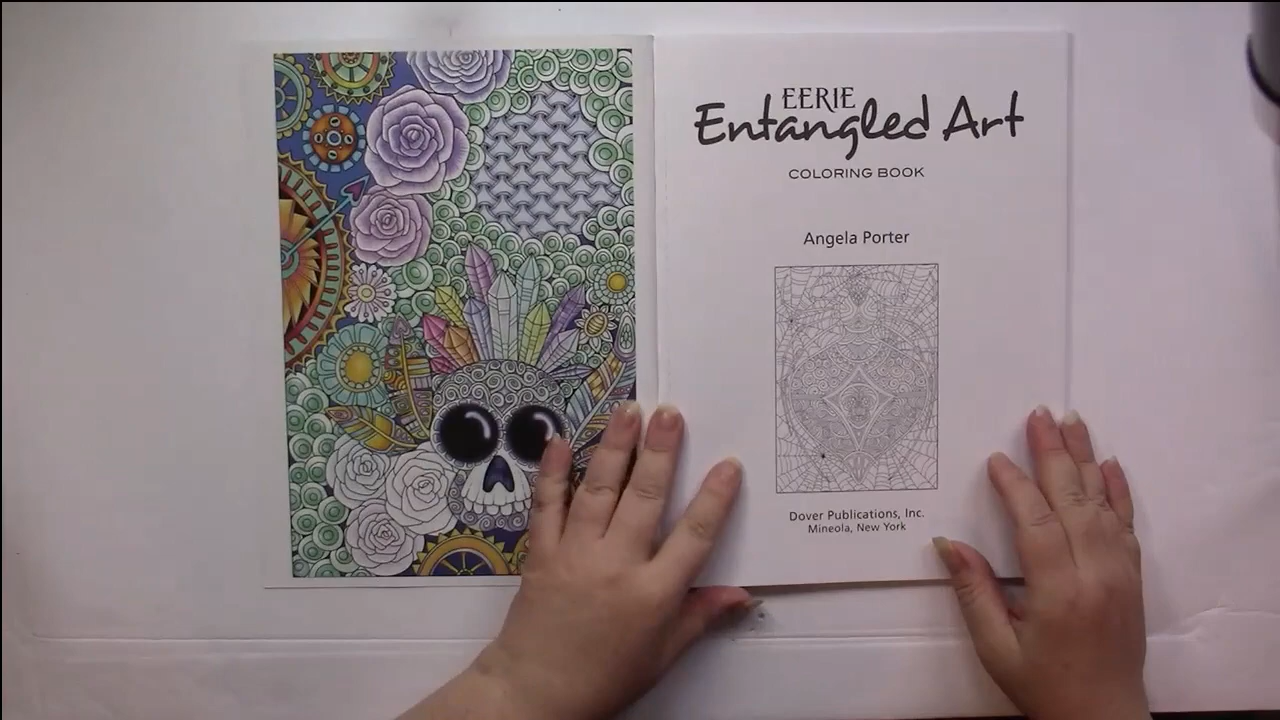 EERIE
Entangled Art
COLORING BOOK
Angela Porter
Dover Publications, Inc.
Mineola, New York